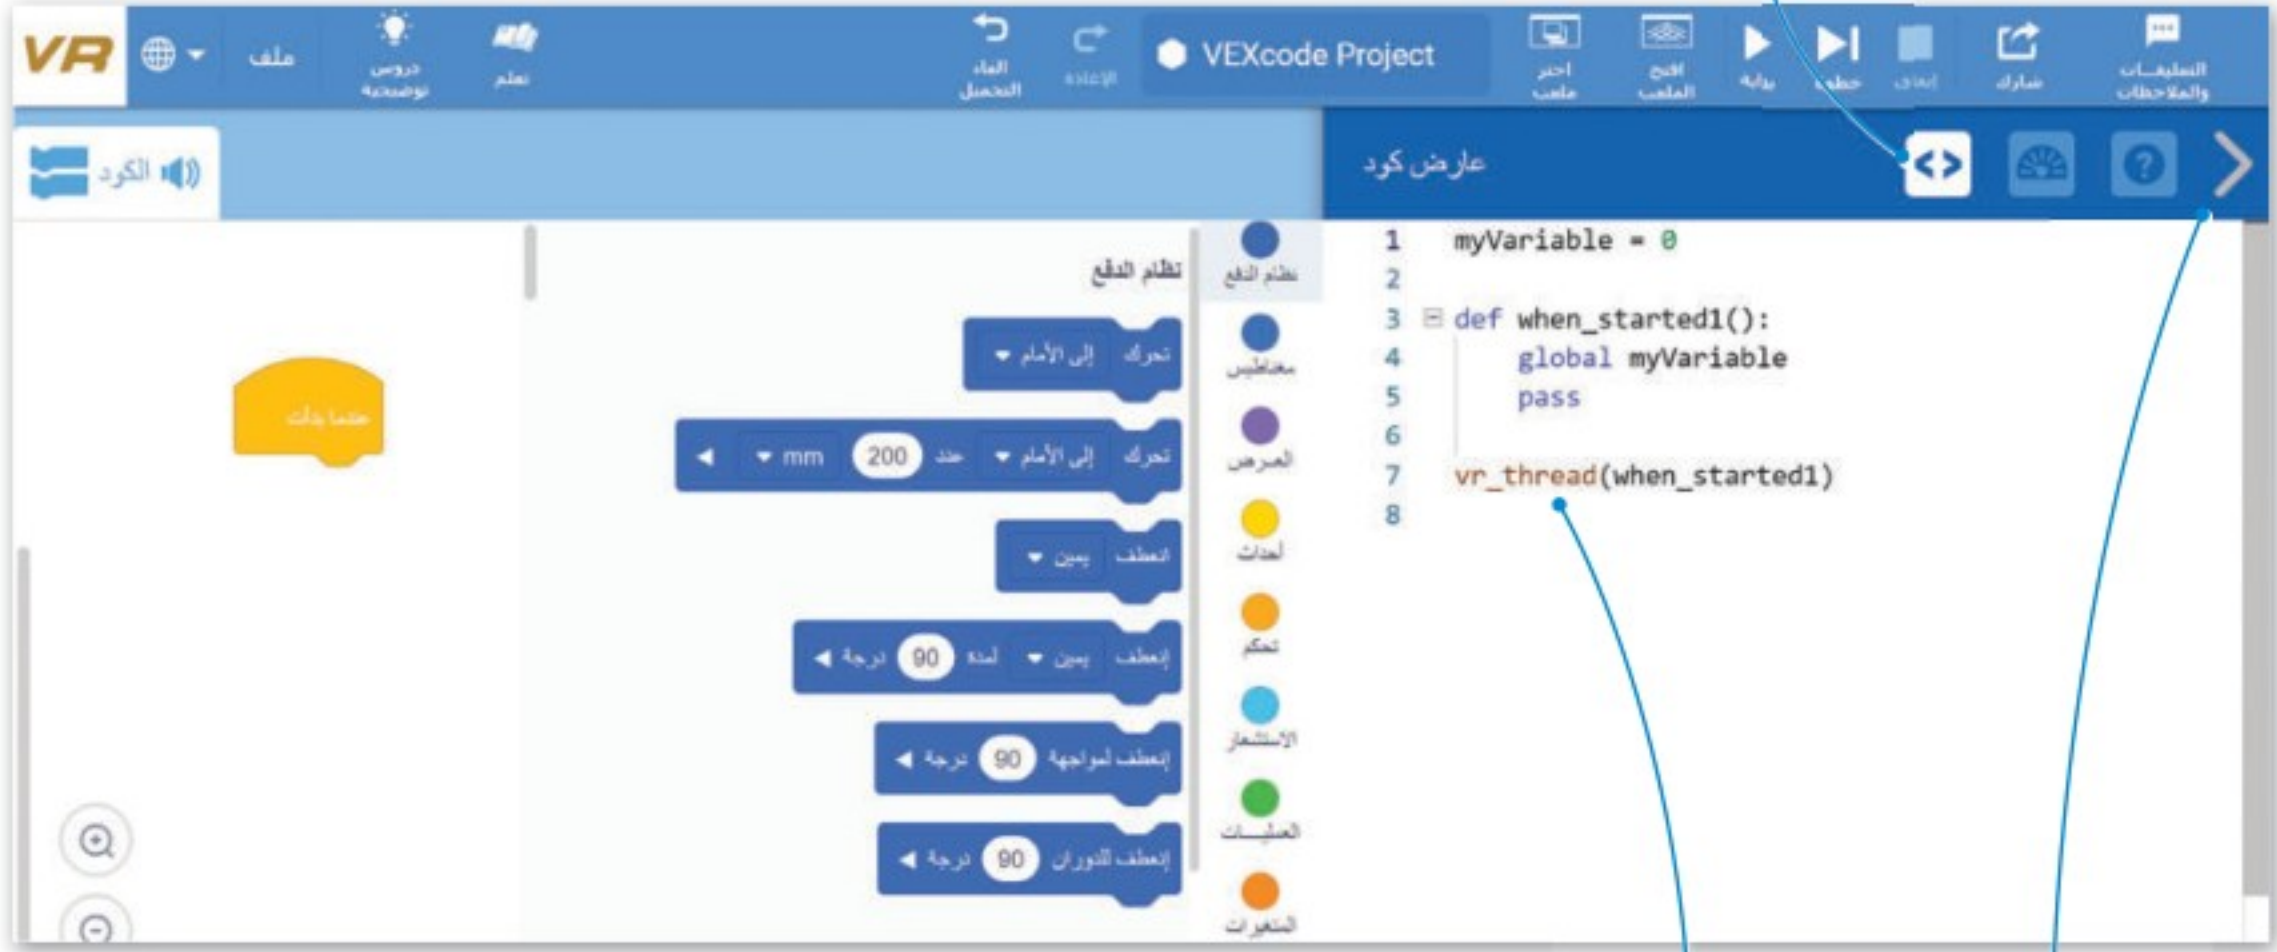 VR
ملف
دروس توضيحية
تعلم
الغاء التحميل
الإعادة
VEXcode Project
اختر ملعب
افتح الملعب
بداية
خطوة
إيقاف
شارك
التعليقات والملاحظات
الكود
عارض كود
عندما بدأت
نظام الدفع
تحرك إلى الأمام
تحرك إلى الأمام عدد 200 mm
انعطف يمين
إنعطف يمين لمدة 90 درجة
إنعطف لمواجهة 90 درجة
إنعطف للدوران 90 درجة
نظام الدفع
مغناطيس
العرض
أحداث
تحكم
الاستشعار
العمليات
المتغيرات
1 myVariable = 0
2
3 def when_started1():
4 global myVariable
5 pass
6
7 vr_thread(when_started1)
8